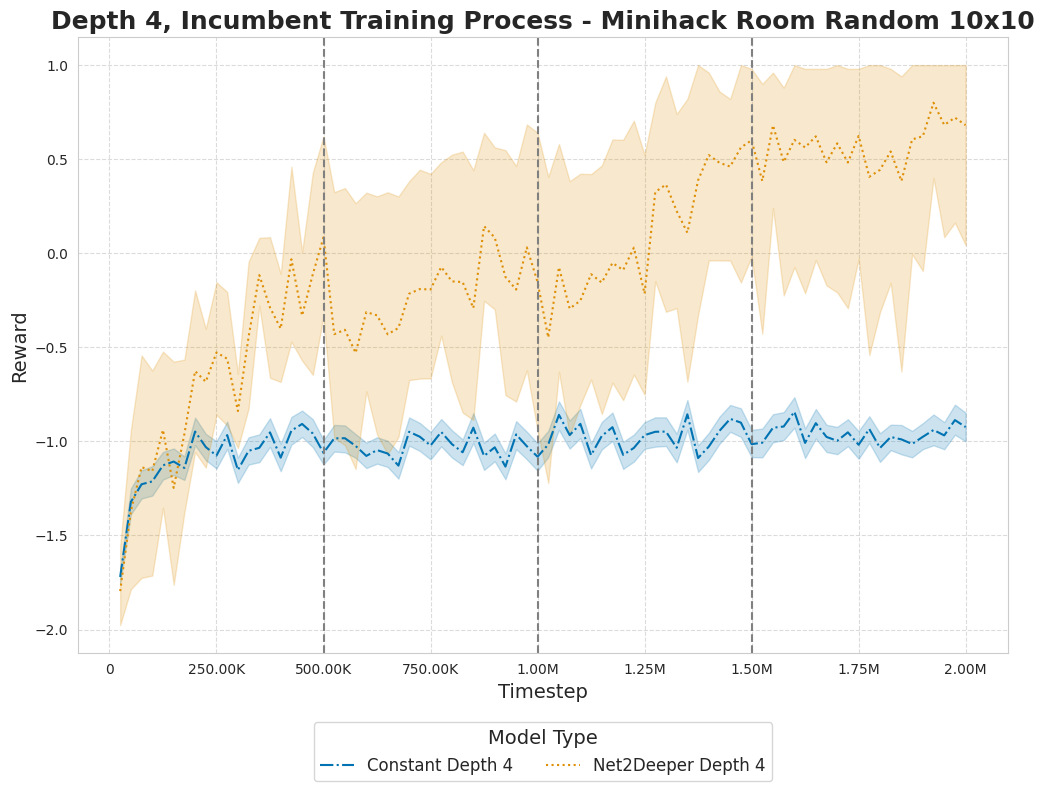 Depth 4, Incumbent Training Process - Minihack Room Random 10x10
Reward
1.0
0.5
0.0
−0.5
−1.0
−1.5
−2.0
0 250.00K 500.00K 750.00K 1.00M 1.25M 1.50M 1.75M 2.00M
Timestep
Model Type
Constant Depth 4 Net2Deeper Depth 4